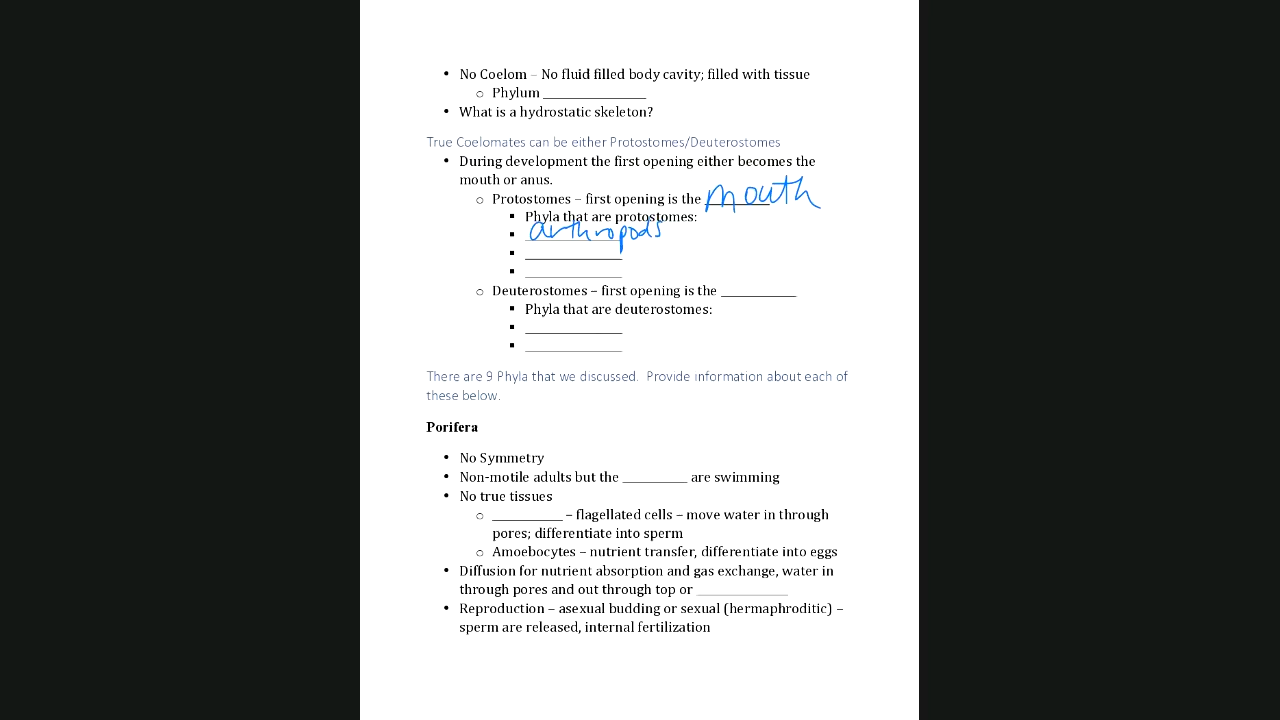 • No Coelom – No fluid filled body cavity; filled with tissue
o Phylum _______________
• What is a hydrostatic skeleton?
True Coelomates can be either Protostomes/Deuterostomes
• During development the first opening either becomes the
mouth or anus.
o Protostomes – first opening is the mouth
▪ Phyla that are protostomes:
▪ arthropods
▪ ______________
▪ ______________
o Deuterostomes – first opening is the ___________
▪ Phyla that are deuterostomes:
▪ ______________
▪ ______________
There are 9 Phyla that we discussed. Provide information about each of
these below.
Porifera
• No Symmetry
• Non-motile adults but the _________ are swimming
• No true tissues
o __________ – flagellated cells – move water in through
pores; differentiate into sperm
o Amoebocytes – nutrient transfer, differentiate into eggs
• Diffusion for nutrient absorption and gas exchange, water in
through pores and out through top or _____________
• Reproduction – asexual budding or sexual (hermaphroditic) –
sperm are released, internal fertilization